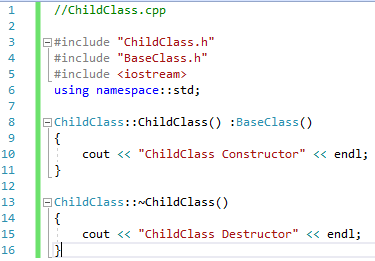 1 //ChildClass.cpp
2
3 #include "ChildClass.h"
4 #include "BaseClass.h"
5 #include <iostream>
6 using namespace::std;
7
8 ChildClass::ChildClass() :BaseClass()
9 {
10     cout << "ChildClass Constructor" << endl;
11 }
12
13 ChildClass::~ChildClass()
14 {
15     cout << "ChildClass Destructor" << endl;
16 }